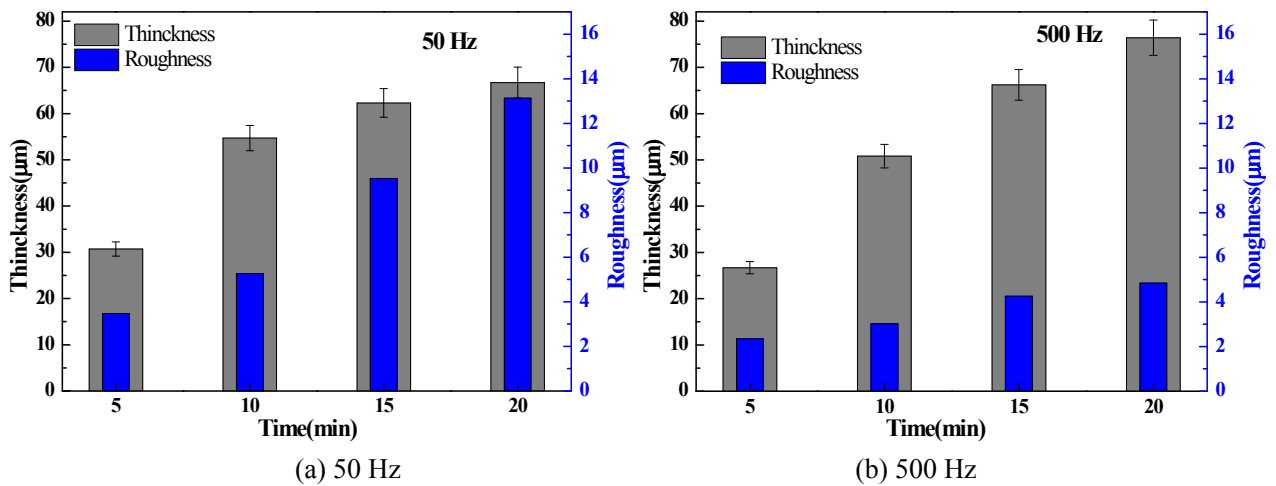 Thinckness
Roughness
50 Hz
80
70
60
50
40
30
20
10
0
Thinckness(μm)
16
14
12
10
8
6
4
2
0
Roughness(μm)
5 10 15 20
Time(min)
(a) 50 Hz
Thinckness
Roughness
500 Hz
80
70
60
50
40
30
20
10
0
Thinckness(μm)
16
14
12
10
8
6
4
2
0
Roughness(μm)
5 10 15 20
Time(min)
(b) 500 Hz